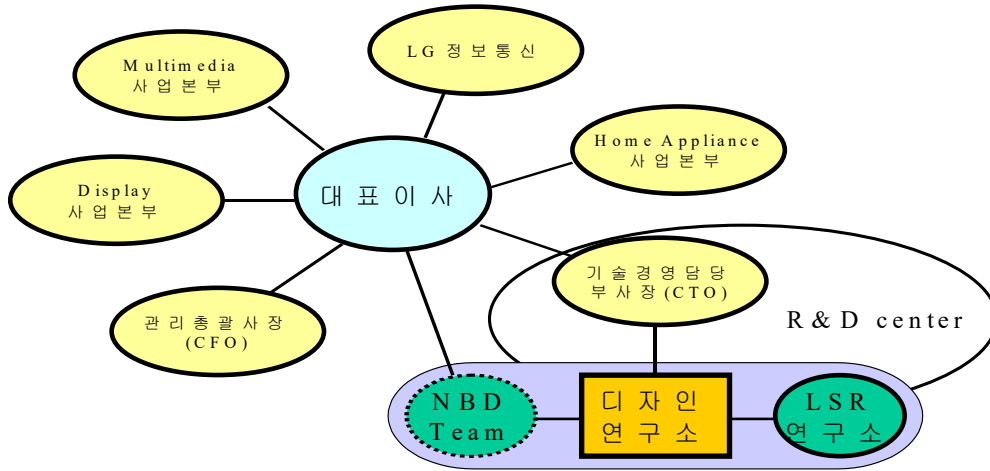 LG 정보통신
Multimedia
사업본부
Home Appliance
사업본부
대표이사
Display
사업본부
기술경영담당
부사장(CTO)
관리총괄사장
(CFO)
R&D center
NBD
Team
디자인
연구소
LSR
연구소